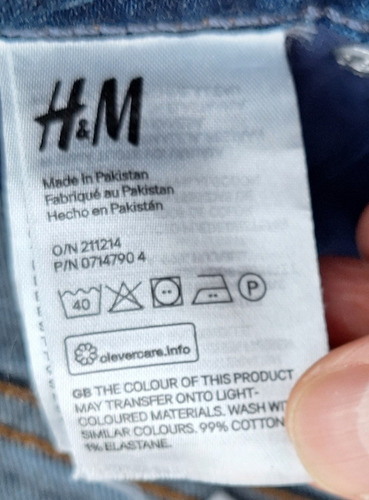 H&M
Made in Pakistan
Fabriqué au Pakistan
Hecho en Pakistán
O/N 211214
P/N 0714790 4
40 P
clevercare.info
GB THE COLOUR OF THIS PRODUCT
MAY TRANSFER ONTO LIGHT-
COLOURED MATERIALS. WASH
SIMILAR COLOURS. 99% COTTON
1% ELASTANE.